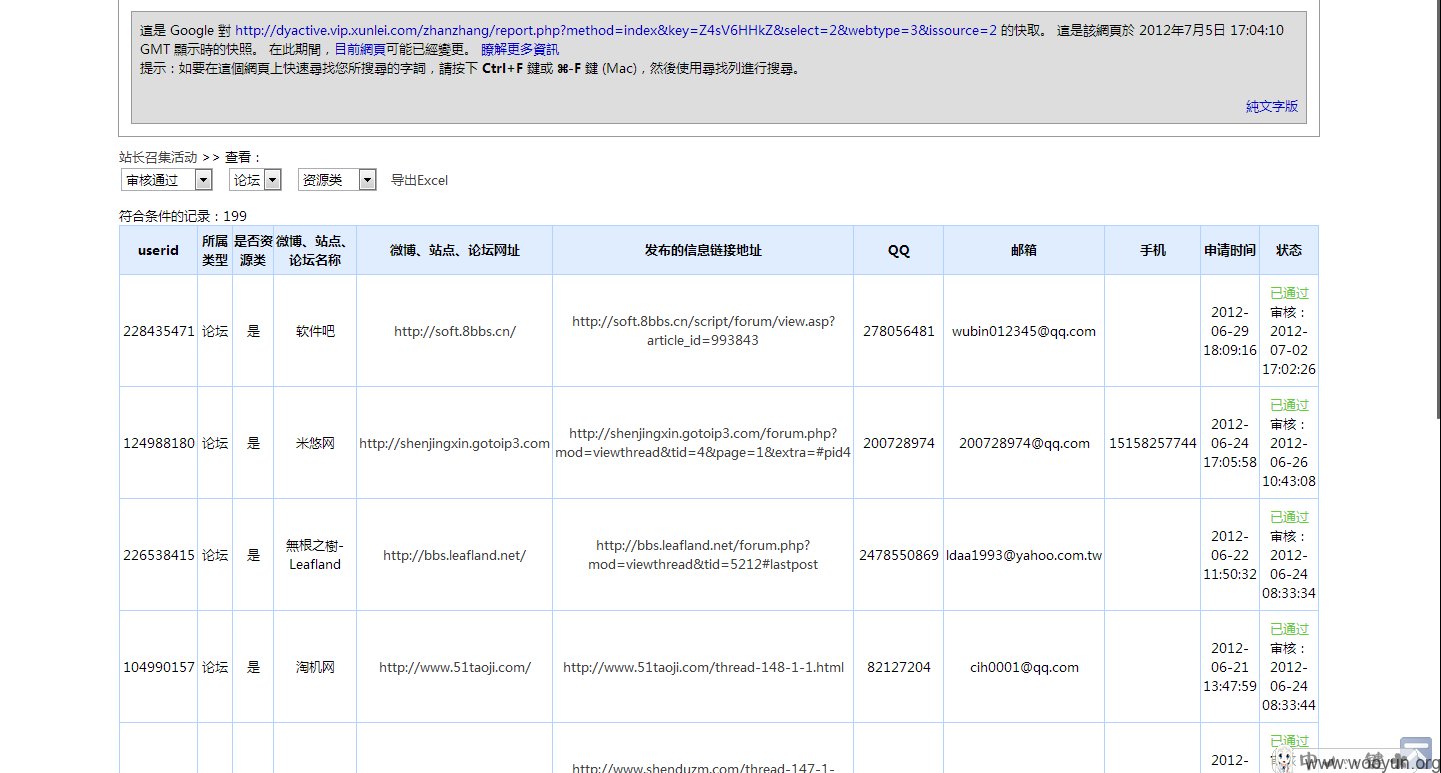 這是 Google 對 http://dyactive.vip.xunlei.com/zhanzhang/report.php?method=index&key=Z4sV6HHkZ&select=2&webtype=3&issource=2 的快取。 這是該網頁於 2012年7月5日 17:04:10
GMT 顯示時的快照。 在此期間，目前網頁可能已經變更。 瞭解更多資訊
提示：如要在這個網頁上快速尋找您所搜尋的字詞，請按下 Ctrl+F 鍵或 ⌘-F 鍵 (Mac)，然後使用尋找列進行搜尋。
純文字版
站长召集活动 >> 查看：
审核通过 论坛 资源类 导出Excel
符合条件的记录：199
userid 所属类型 是否资源类 微博、站点、论坛名称 微博、站点、论坛网址 发布的信息链接地址 QQ 邮箱 手机 申请时间 状态
228435471 论坛 是 软件吧 http://soft.8bbs.cn/ http://soft.8bbs.cn/script/forum/view.asp?article_id=993843 278056481 wubin012345@qq.com 2012-06-29 18:09:16 已通过 审核：2012-07-02 17:02:26
124988180 论坛 是 米悠网 http://shenjingxin.gotoip3.com http://shenjingxin.gotoip3.com/forum.php?mod=viewthread&tid=4&page=1&extra=#pid4 200728974 200728974@qq.com 15158257744 2012-06-24 17:05:58 已通过 审核：2012-06-26 10:43:08
226538415 论坛 是 無根之樹-Leafland http://bbs.leafland.net/ http://bbs.leafland.net/forum.php?mod=viewthread&tid=5212#lastpost 2478550869 ldaa1993@yahoo.com.tw 2012-06-22 11:50:32 已通过 审核：2012-06-24 08:33:34
104990157 论坛 是 淘机网 http://www.51taoji.com/ http://www.51taoji.com/thread-148-1-1.html 82127204 cih0001@qq.com 2012-06-21 13:47:59 已通过 审核：2012-06-24 08:33:44
http://www.shenduzm.com/thread-147-1- 2012- 已通过
www.wooyun.org